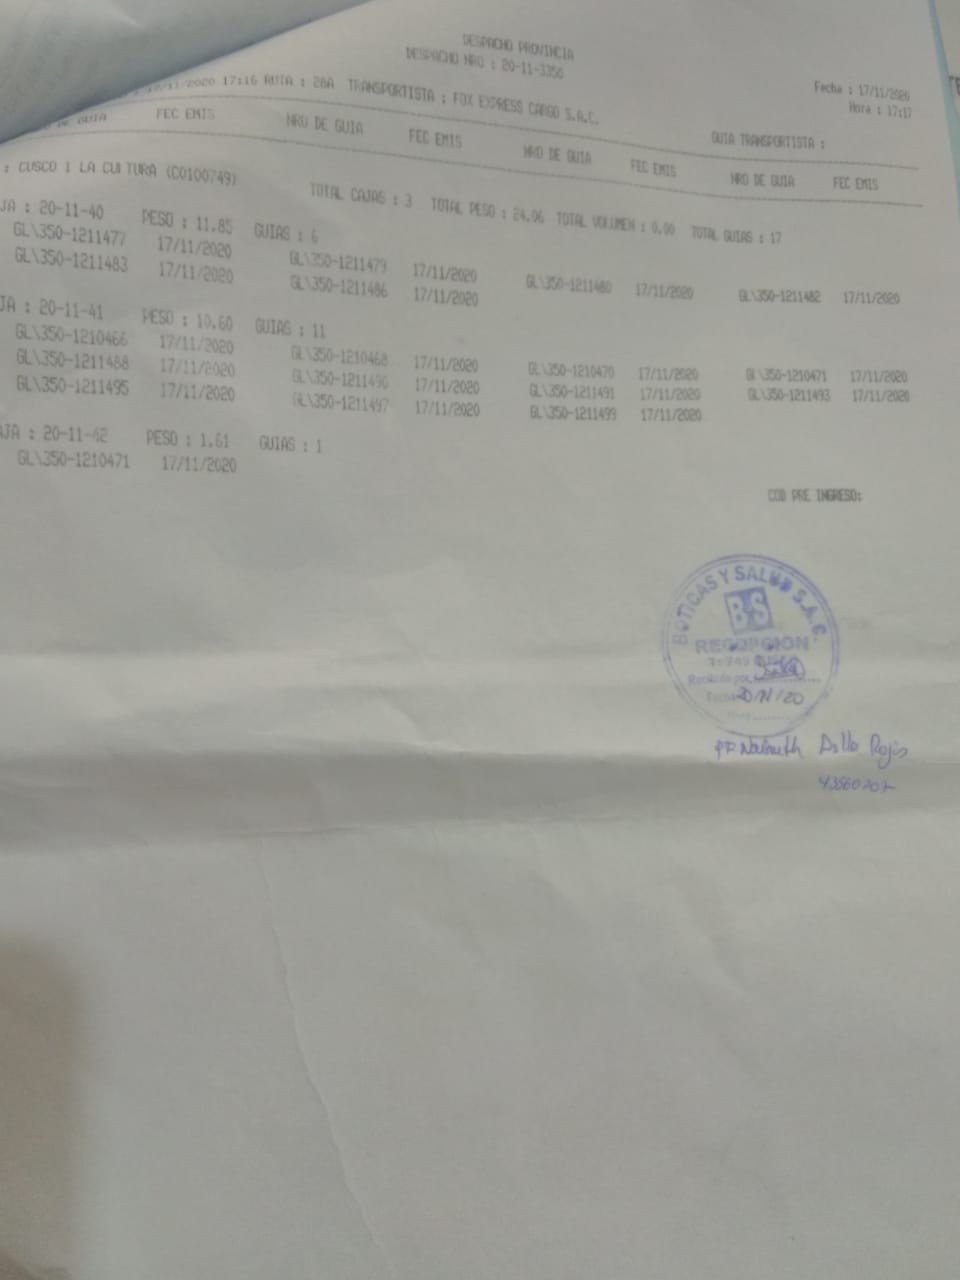 DESPACHO PROVINCIA
DESPACHO NRO : 20-11-3350
Fecha : 17/11/2020
Hora : 17:17
17:16 RUTA : 28A TRANSPORTISTA : FOX EXPRESS CARGO S.A.C.
GUIA TRANSPORTISTA :
DE GUIA FEC EMIS NRO DE GUIA FEC EMIS NRO DE GUIA FEC EMIS NRO DE GUIA FEC EMIS
: CUSCO 1 LA CULTURA (C0100749) TOTAL CAJAS : 3 TOTAL PESO : 24.06 TOTAL VOLUMEN : 0.00 TOTAL GUIAS : 17
JA : 20-11-40 PESO : 11.85 GUIAS : 6
GL\350-1211477 17/11/2020 GL\350-1211479 17/11/2020 GL\350-1211480 17/11/2020 GL\350-1211482 17/11/2020
GL\350-1211483 17/11/2020 GL\350-1211486 17/11/2020
JA : 20-11-41 PESO : 10.60 GUIAS : 11
GL\350-1210466 17/11/2020 GL\350-1210468 17/11/2020 GL\350-1210470 17/11/2020 GL\350-1210471 17/11/2020
GL\350-1211488 17/11/2020 GL\350-1211490 17/11/2020 GL\350-1211491 17/11/2020 GL\350-1211493 17/11/2020
GL\350-1211495 17/11/2020 GL\350-1211497 17/11/2020 GL\350-1211499 17/11/2020
AJA : 20-11-42 PESO : 1.61 GUIAS : 1
GL\350-1210471 17/11/2020
COD PRE INGRESO:
BOTICAS Y SALUD S.A.C.
BS
RECEPCION
Recibido por
Fecha 20/11/20
Rojas